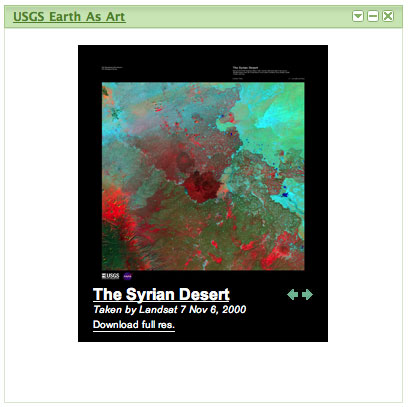 USGS Earth As Art
The Syrian Desert
USGS
The Syrian Desert
Taken by Landsat 7 Nov 6, 2000
Download full res.